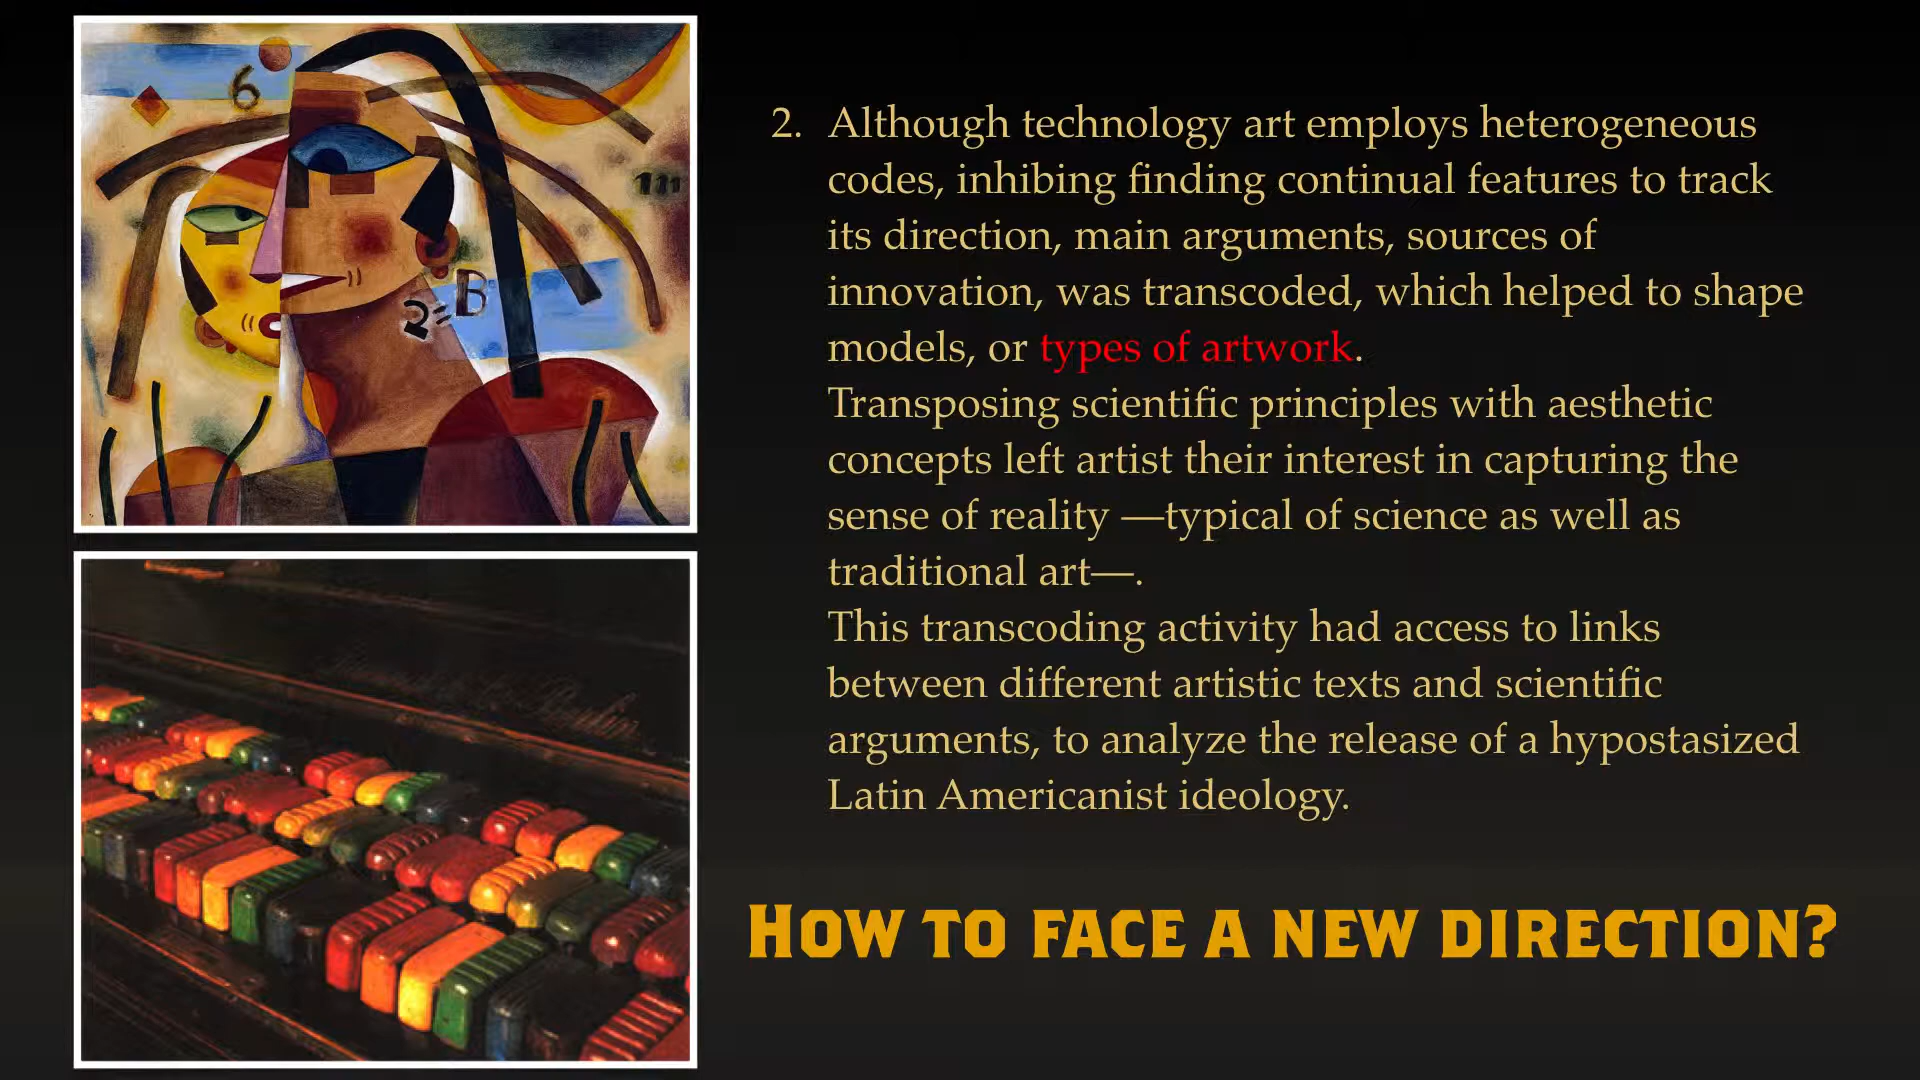 6
2=B
2. Although technology art employs heterogeneous
codes, inhibing finding continual features to track
its direction, main arguments, sources of
innovation, was transcoded, which helped to shape
models, or types of artwork.
Transposing scientific principles with aesthetic
concepts left artist their interest in capturing the
sense of reality —typical of science as well as
traditional art—.
This transcoding activity had access to links
between different artistic texts and scientific
arguments, to analyze the release of a hypostasized
Latin Americanist ideology.
HOW TO FACE A NEW DIRECTION?